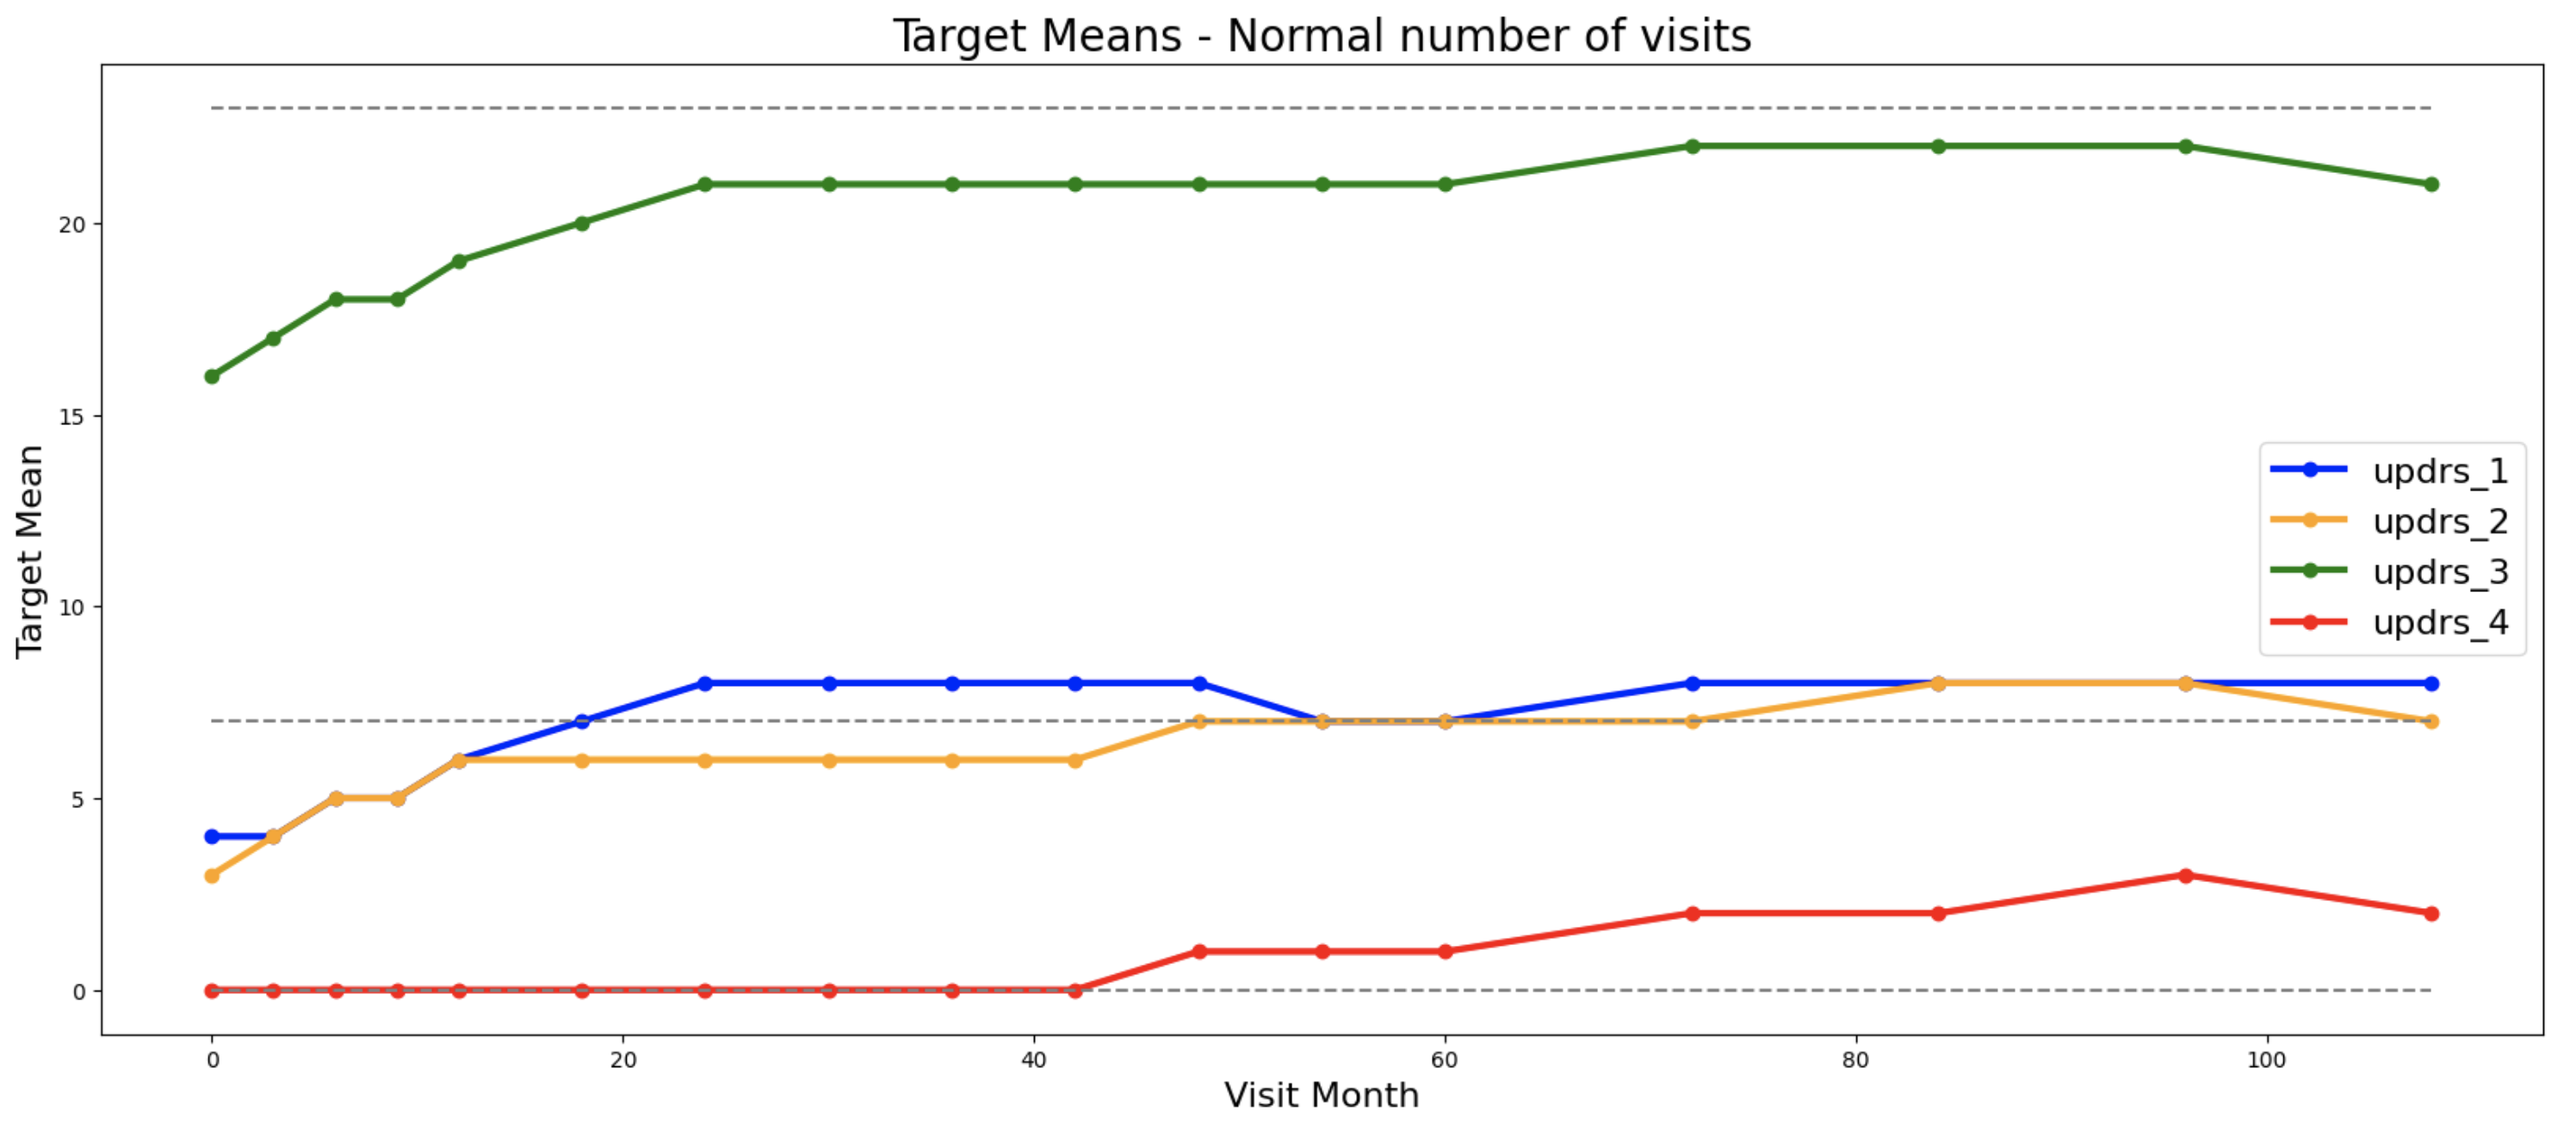 Target Means - Normal number of visits
Target Mean
20
15
10
5
0
updrs_1
updrs_2
updrs_3
updrs_4
0 20 40 60 80 100
Visit Month